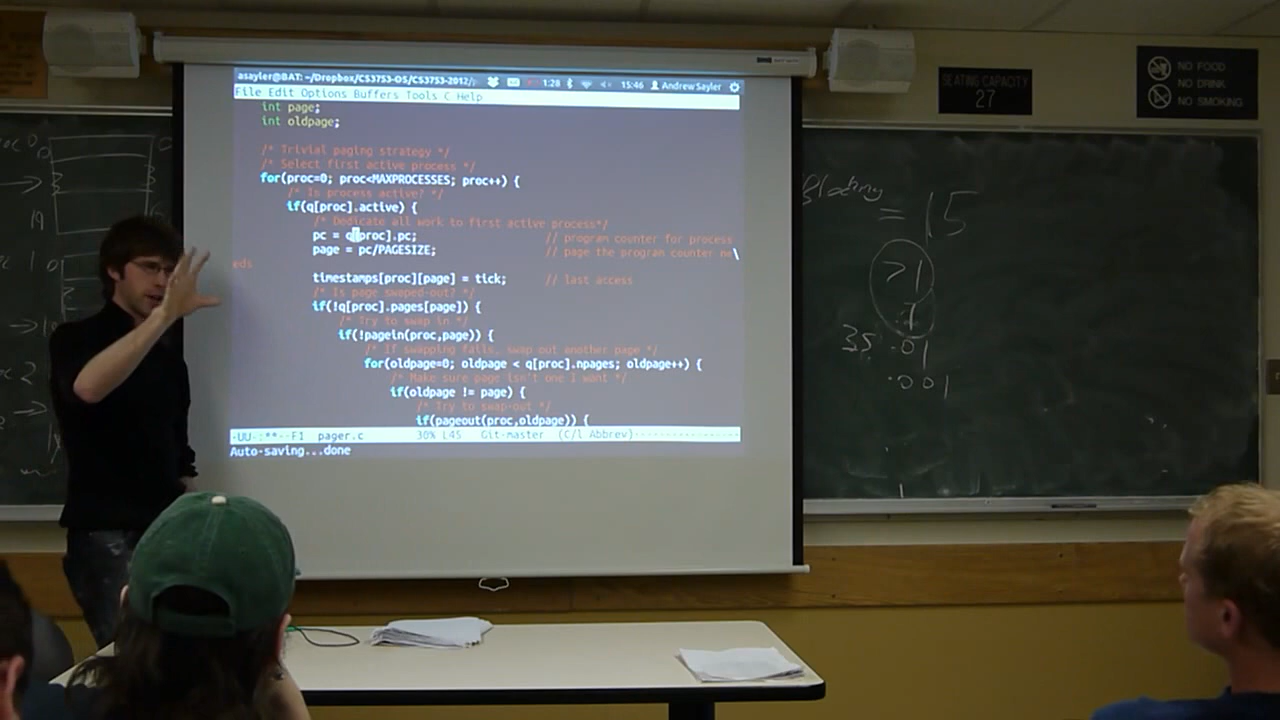 asayler@BAT: ~/Dropbox/CS3753-OS/CS3753-2012/p 1:28 15:46 Andrew Sayler
File Edit Options Buffers Tools C Help
int page;
int oldpage;
/* Trivial paging strategy */
/* Select first active process */
for(proc=0; proc<MAXPROCESSES; proc++) {
/* Is process active? */
if(q[proc].active) {
/* Dedicate all work to first active process*/
pc = q[proc].pc; // program counter for process
page = pc/PAGESIZE; // page the program counter ne\
eds
timestamps[proc][page] = tick; // last access
/* Is page swaped-out? */
if(!q[proc].pages[page]) {
/* Try to swap in */
if(!pagein(proc,page)) {
/* If swapping fails, swap out another page */
for(oldpage=0; oldpage < q[proc].npages; oldpage++) {
/* Make sure page isn't one I want */
if(oldpage != page) {
/* Try to swap-out */
if(pageout(proc,oldpage)) {
-UU-:**--F1 pager.c 30% L45 Git-master (C/l Abbrev)-----------------
Auto-saving...done
SEATING CAPACITY
27
NO FOOD
NO DRINK
NO SMOKING
= 15
>1
.1
35 .01
.001
0
19